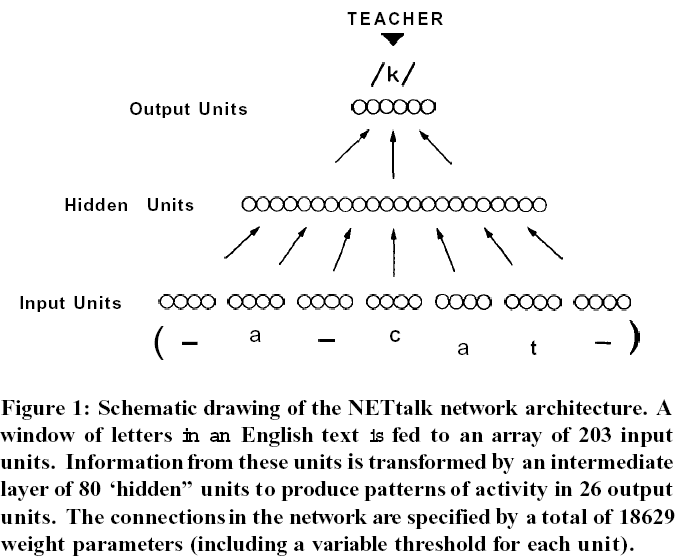 TEACHER
/k/
Output Units
Hidden Units
Input Units
( – a – c a t – )
Figure 1: Schematic drawing of the NETtalk network architecture. A
window of letters in an English text is fed to an array of 203 input
units. Information from these units is transformed by an intermediate
layer of 80 ‘hidden” units to produce patterns of activity in 26 output
units. The connections in the network are specified by a total of 18629
weight parameters (including a variable threshold for each unit).